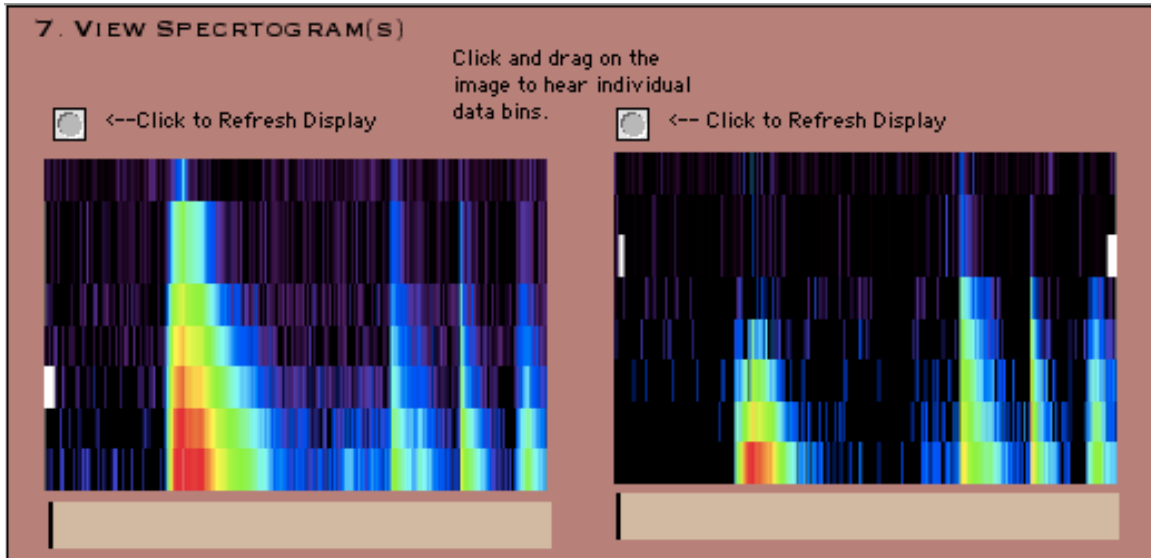 7. VIEW SPECRTOGRAM(S)
Click and drag on the
image to hear individual
data bins.
<--Click to Refresh Display
<-- Click to Refresh Display